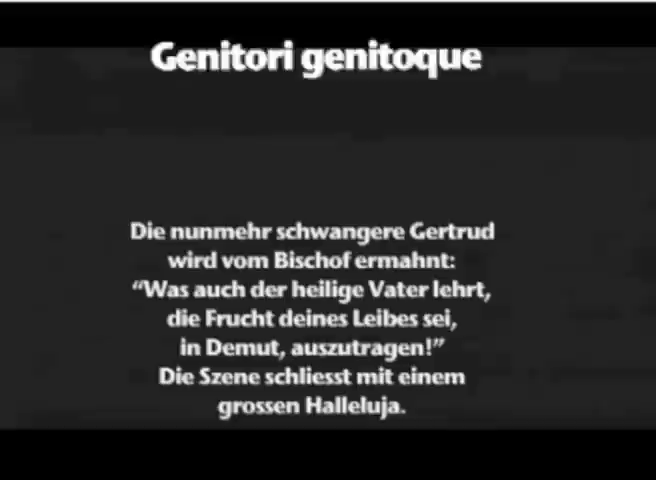 Genitori genitoque
Die nunmehr schwangere Gertrud
wird vom Bischof ermahnt:
“Was auch der heilige Vater lehrt,
die Frucht deines Leibes sei,
in Demut, auszutragen!”
Die Szene schliesst mit einem
grossen Halleluja.